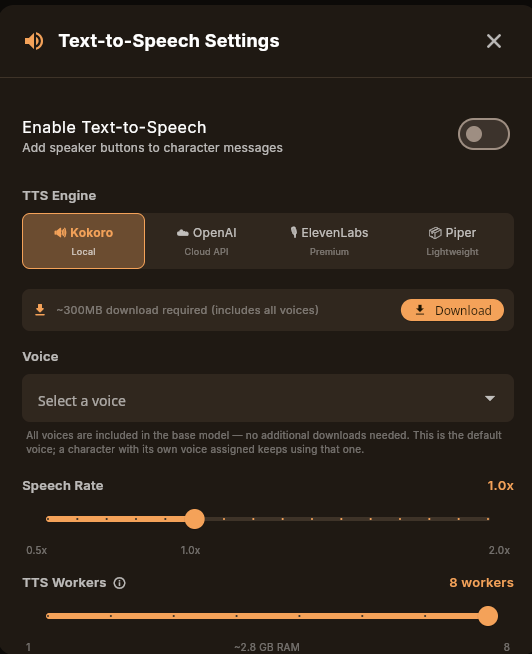 Text-to-Speech Settings
Enable Text-to-Speech
Add speaker buttons to character messages
TTS Engine
Kokoro
Local
OpenAI
Cloud API
ElevenLabs
Premium
Piper
Lightweight
~300MB download required (includes all voices)
Download
Voice
Select a voice
All voices are included in the base model — no additional downloads needed. This is the default
voice; a character with its own voice assigned keeps using that one.
Speech Rate
1.0x
0.5x
1.0x
2.0x
TTS Workers
8 workers
1
~2.8 GB RAM
8